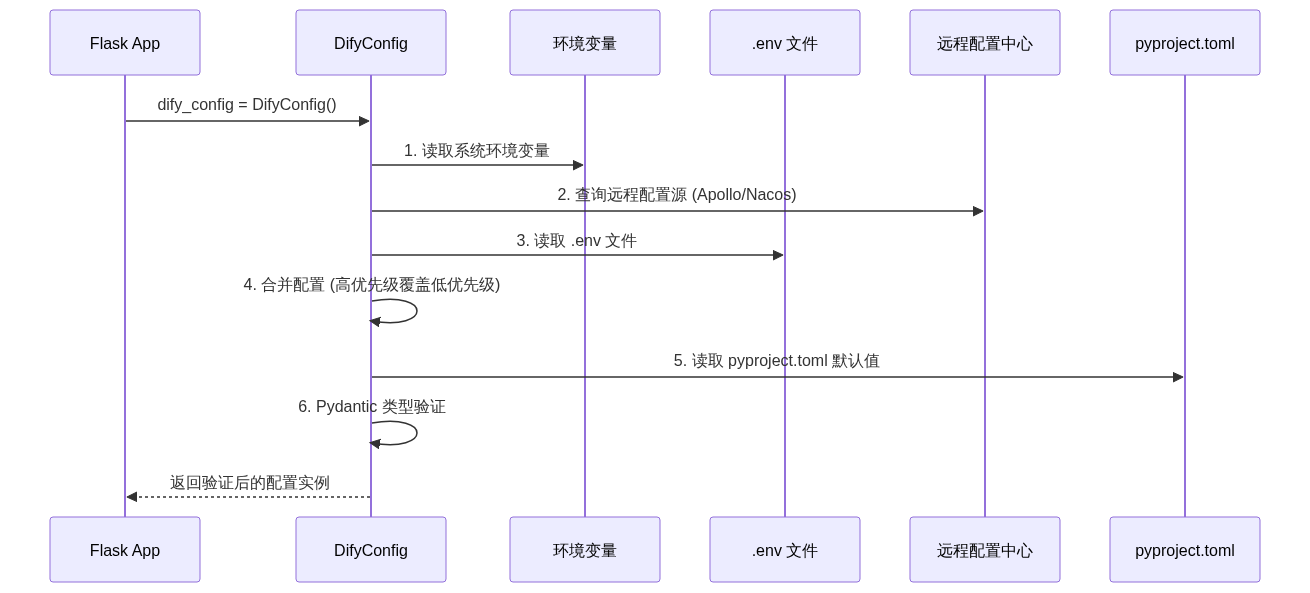 Flask App
DifyConfig
环境变量
.env 文件
远程配置中心
pyproject.toml
dify_config = DifyConfig()
1. 读取系统环境变量
2. 查询远程配置源 (Apollo/Nacos)
3. 读取 .env 文件
4. 合并配置 (高优先级覆盖低优先级)
5. 读取 pyproject.toml 默认值
6. Pydantic 类型验证
返回验证后的配置实例
Flask App
DifyConfig
环境变量
.env 文件
远程配置中心
pyproject.toml